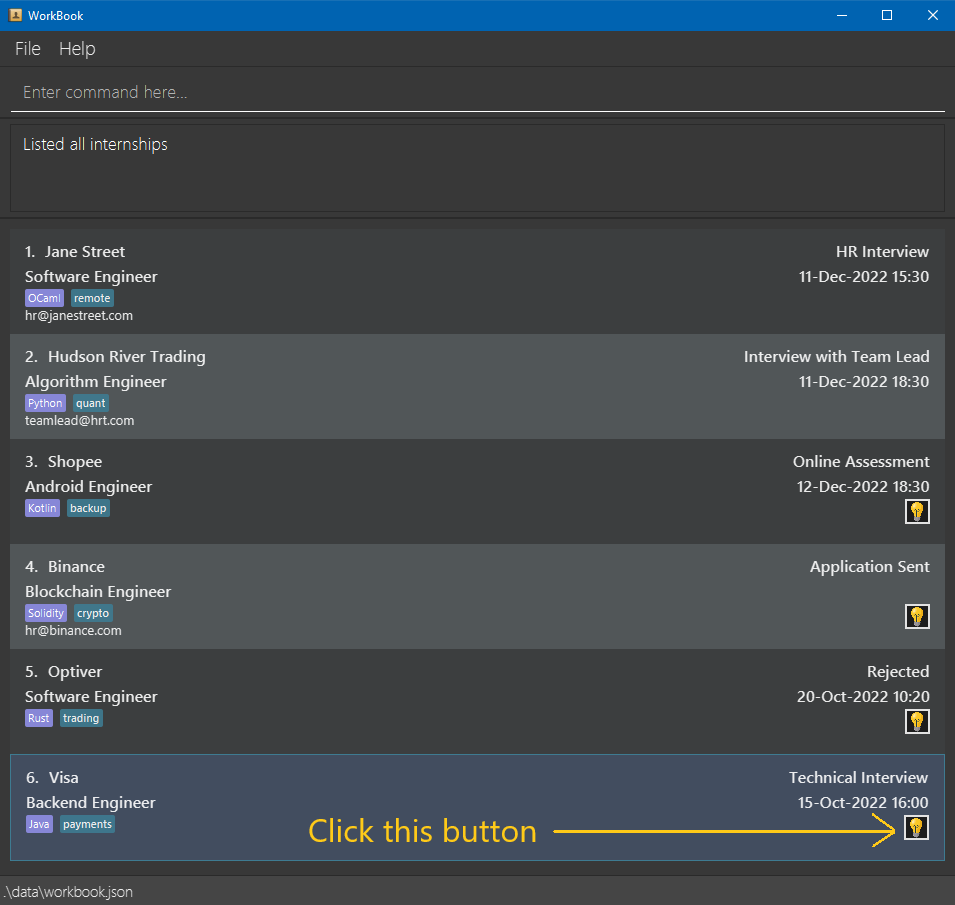 WorkBook
File Help
Enter command here...
Listed all internships
1. Jane Street HR Interview
Software Engineer 11-Dec-2022 15:30
OCaml remote
hr@janestreet.com
2. Hudson River Trading Interview with Team Lead
Algorithm Engineer 11-Dec-2022 18:30
Python quant
teamlead@hrt.com
3. Shopee Online Assessment
Android Engineer 12-Dec-2022 18:30
Kotlin backup
4. Binance Application Sent
Blockchain Engineer
Solidity crypto
hr@binance.com
5. Optiver Rejected
Software Engineer 20-Oct-2022 10:20
Rust trading
6. Visa Technical Interview
Backend Engineer 15-Oct-2022 16:00
Java payments
Click this button
.\data\workbook.json